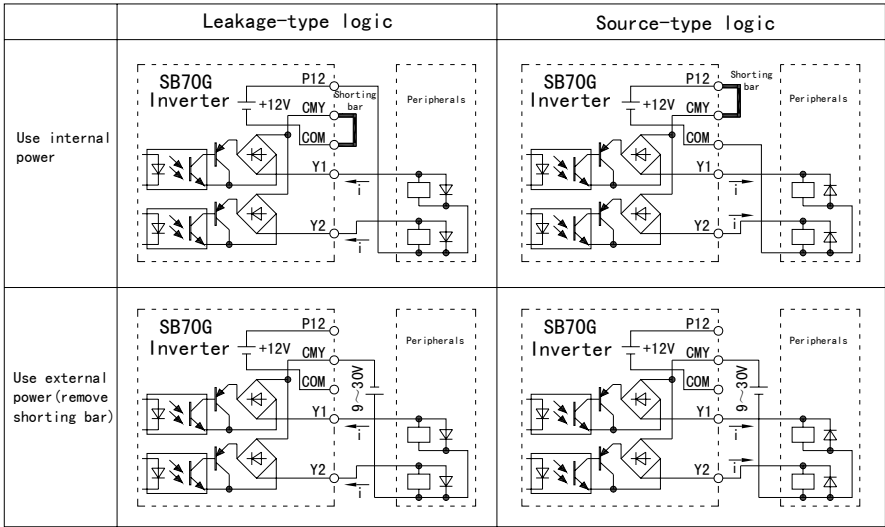 Leakage-type logic
Source-type logic
Use internal
power
SB70G
Inverter
P12
+12V
Shorting
bar
CMY
COM
Y1
i
Y2
i
Peripherals
SB70G
Inverter
P12
+12V
Shorting
bar
CMY
COM
Y1
i
Y2
i
Peripherals
Use external
power(remove
shorting bar)
SB70G
Inverter
P12
+12V
CMY
COM
9～30V
Y1
i
Y2
i
Peripherals
SB70G
Inverter
P12
+12V
CMY
COM
9～30V
Y1
i
Y2
i
Peripherals